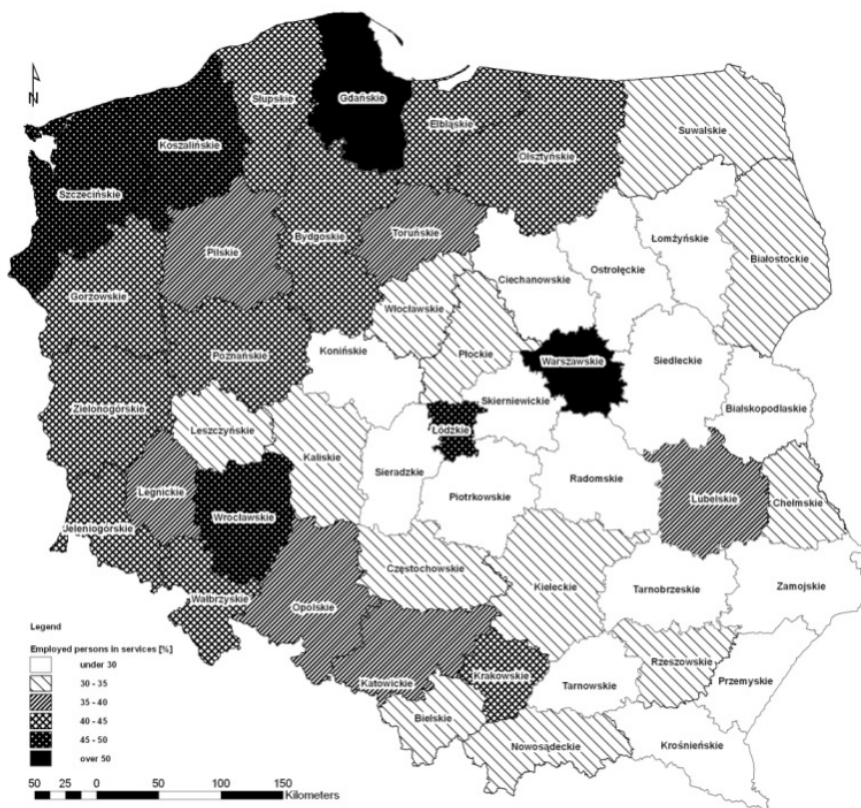 N
Słupskie
Gdańskie
Elbląskie
Suwalskie
Koszalińskie
Olsztyńskie
Szczecińskie
Łomżyńskie
Pilskie
Bydgoskie
Toruńskie
Białostockie
Ciechanowskie
Ostrołęckie
Gorzowskie
Włocławskie
Poznańskie
Konińskie
Płockie
Warszawskie
Siedleckie
Zielonogórskie
Skierniewickie
Bialskopodlaskie
Leszczyńskie
Łódzkie
Kaliskie
Sieradzkie
Radomskie
Legnickie
Piotrkowskie
Lubelskie
Chełmskie
Wrocławskie
Jeleniogórskie
Częstochowskie
Kieleckie
Tarnobrzeskie
Zamojskie
Wałbrzyskie
Opolskie
Rzeszowskie
Katowickie
Krakowskie
Tarnowskie
Przemyskie
Bielskie
Nowosądeckie
Krośnieńskie
Legend
Employed persons in services [%]
under 30
30 - 35
35 - 40
40 - 45
45 - 50
over 50
50 25 0 50 100 150
Kilometers